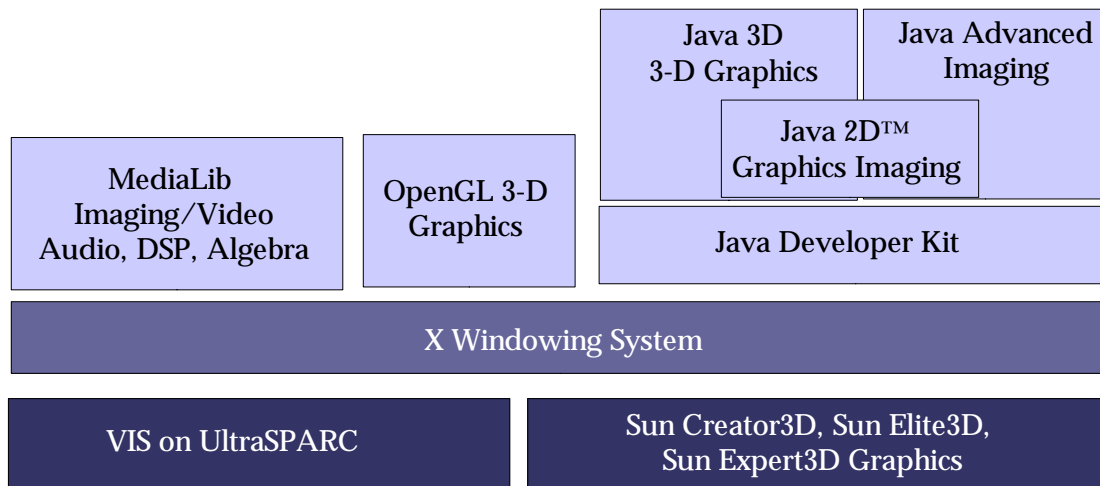 Java 3D
3-D Graphics
Java Advanced
Imaging
Java 2D™
Graphics Imaging
MediaLib
Imaging/Video
Audio, DSP, Algebra
OpenGL 3-D
Graphics
Java Developer Kit
X Windowing System
VIS on UltraSPARC
Sun Creator3D, Sun Elite3D,
Sun Expert3D Graphics